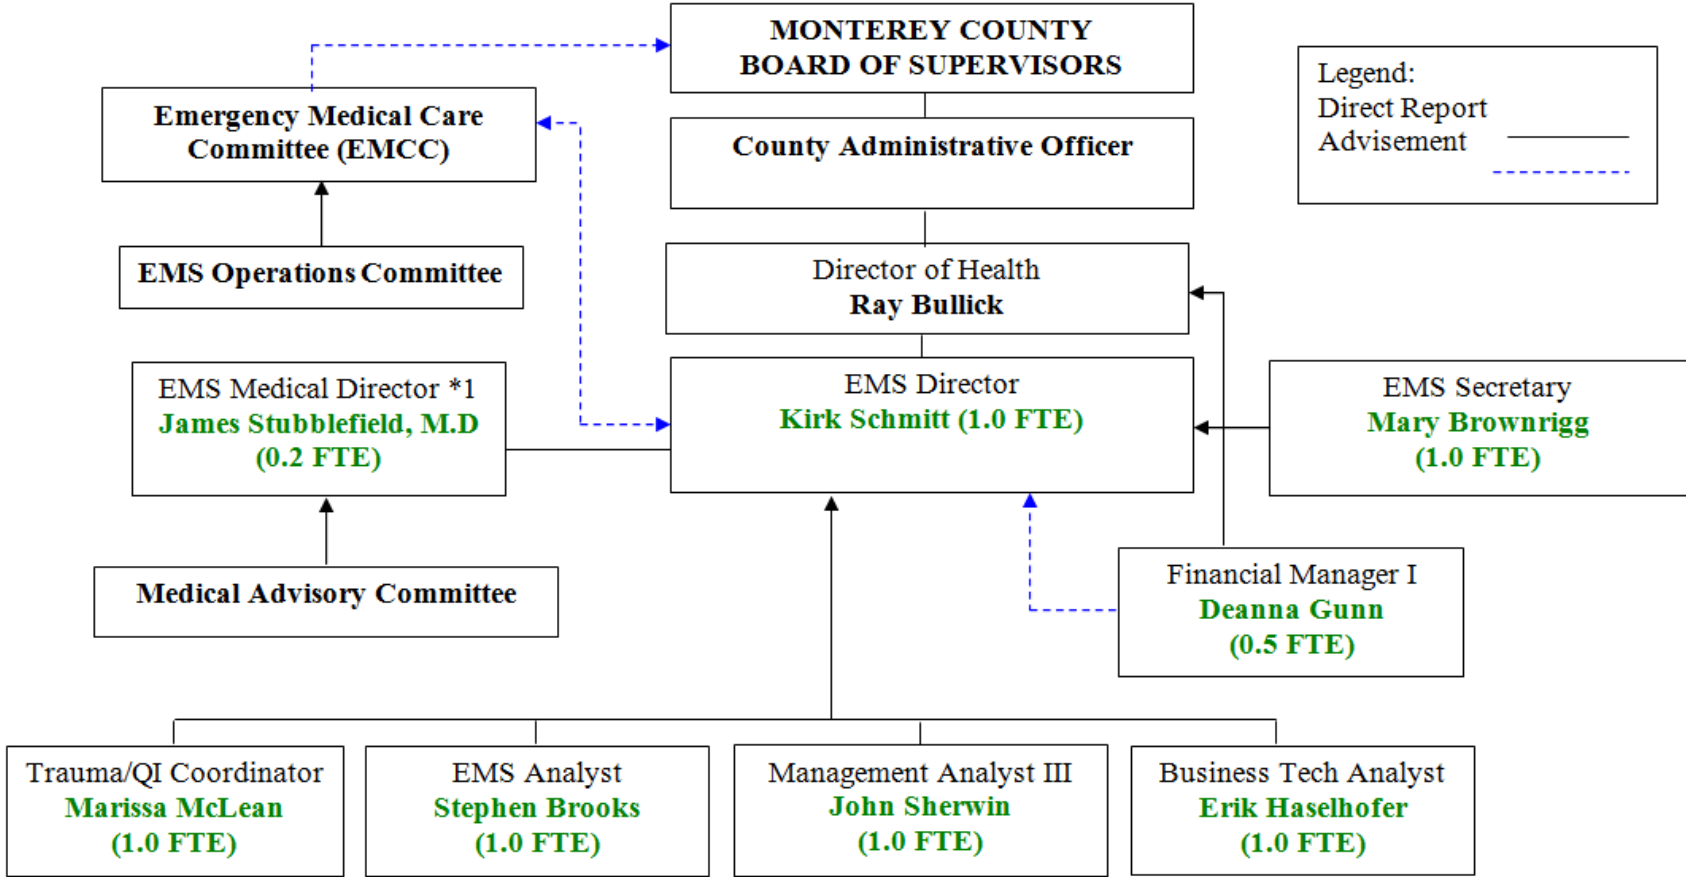 MONTEREY COUNTY
BOARD OF SUPERVISORS
Legend:
Direct Report
Advisement
Emergency Medical Care
Committee (EMCC)
County Administrative Officer
EMS Operations Committee
Director of Health
Ray Bullick
EMS Medical Director *1
James Stubblefield, M.D
(0.2 FTE)
EMS Director
Kirk Schmitt (1.0 FTE)
EMS Secretary
Mary Brownrigg
(1.0 FTE)
Medical Advisory Committee
Financial Manager I
Deanna Gunn
(0.5 FTE)
Trauma/QI Coordinator
Marissa McLean
(1.0 FTE)
EMS Analyst
Stephen Brooks
(1.0 FTE)
Management Analyst III
John Sherwin
(1.0 FTE)
Business Tech Analyst
Erik Haselhofer
(1.0 FTE)